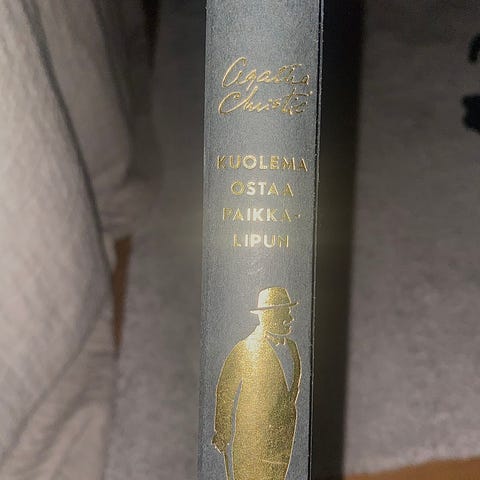 Agatha
Christie
KUOLEMA
OSTAA
PAIKKA-
LIPUN